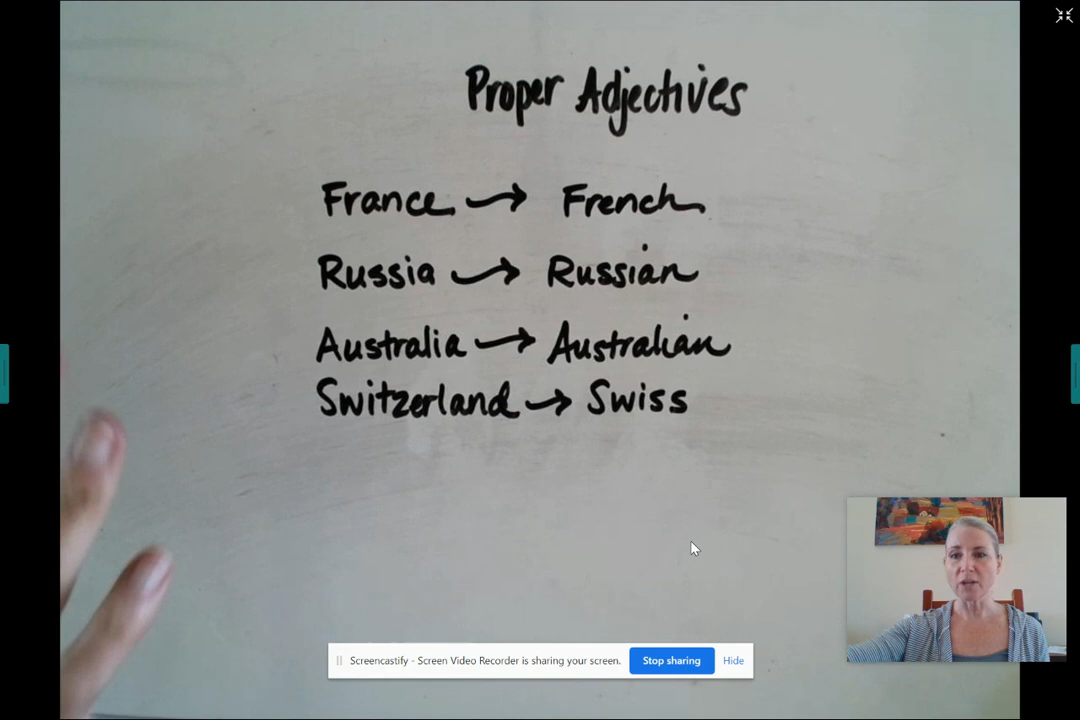 Proper Adjectives
France → French
Russia → Russian
Australia → Australian
Switzerland → Swiss
Screencastify - Screen Video Recorder is sharing your screen. Stop sharing Hide